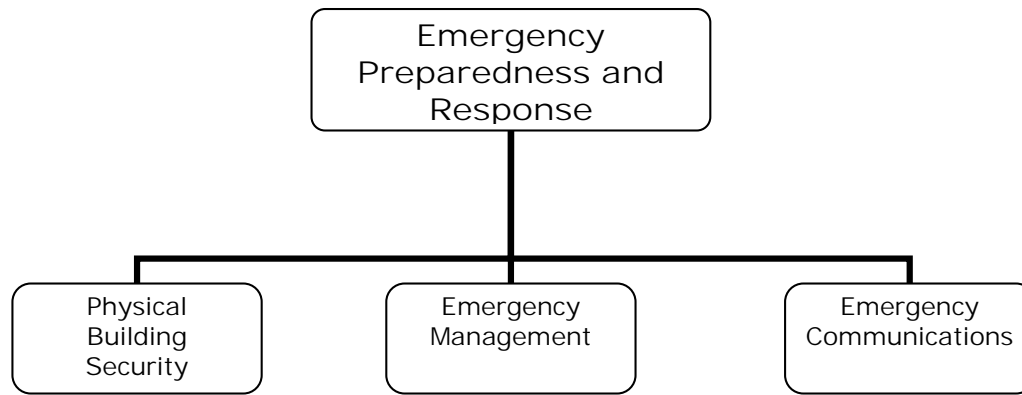 Emergency
Preparedness and
Response
Physical
Building
Security
Emergency
Management
Emergency
Communications